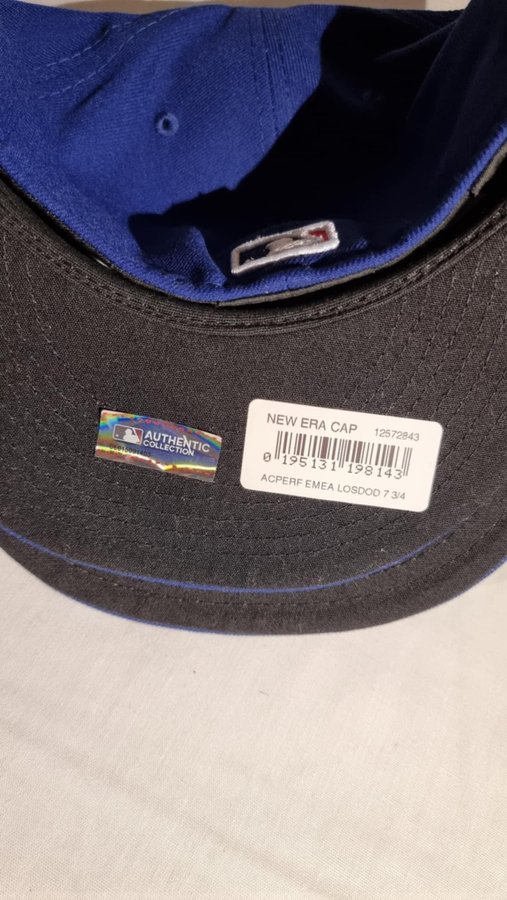 NEW ERA CAP 12572843
0 195131 198143
ACPERF EMEA LOSDOD 7 3/4
AUTHENTIC
COLLECTION